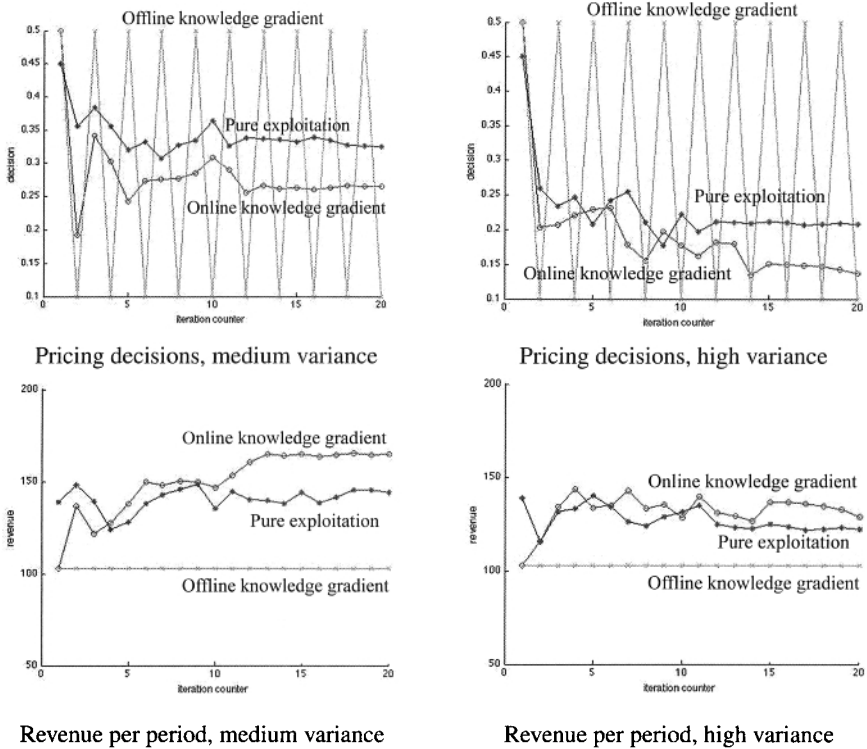 Offline knowledge gradient
0.5
0.45
0.4
0.35
0.3
0.25
0.2
0.15
0.1
decision
Pure exploitation
Online knowledge gradient
0
5
10
15
20
iteration counter
Pricing decisions, medium variance
Offline knowledge gradient
0.5
0.45
0.4
0.35
0.3
0.25
0.2
0.15
0.1
decision
Pure exploitation
Online knowledge gradient
0
5
10
15
20
iteration counter
Pricing decisions, high variance
200
150
100
50
revenue
Online knowledge gradient
Pure exploitation
Offline knowledge gradient
0
5
10
15
20
iteration counter
Revenue per period, medium variance
200
150
100
50
revenue
Online knowledge gradient
Pure exploitation
Offline knowledge gradient
0
5
10
15
20
iteration counter
Revenue per period, high variance